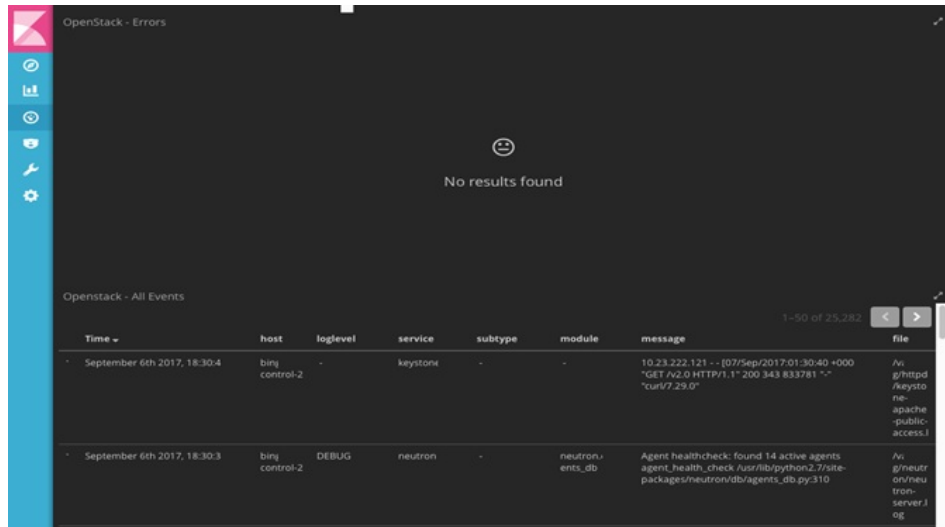 OpenStack - Errors
No results found
Openstack - All Events
1–50 of 25,282
Time host loglevel service subtype module message file
September 6th 2017, 18:30:4 - keystone - -
control-2
10.23.222.121 - - [07/Sep/2017:01:30:40 +000
"GET /v2.0 HTTP/1.1" 200 343 833781 "-"
"curl/7.29.0"
g/httpd
/keysto
ne-
apache
-public-
access.l
September 6th 2017, 18:30:3 DEBUG neutron -
control-2
ents_db
Agent healthcheck: found 14 active agents
agent_health_check /usr/lib/python2.7/site-
packages/neutron/db/agents_db.py:310
g/neutr
on/neu
tron-
server.l
og